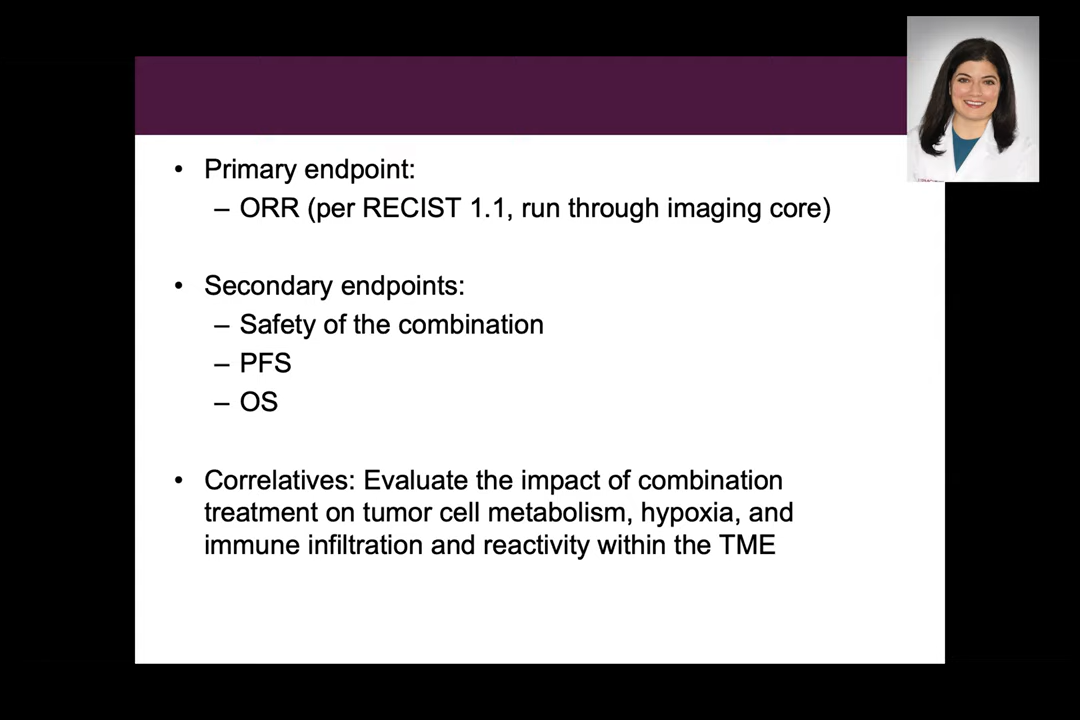 • Primary endpoint:
– ORR (per RECIST 1.1, run through imaging core)
• Secondary endpoints:
– Safety of the combination
– PFS
– OS
• Correlatives: Evaluate the impact of combination
treatment on tumor cell metabolism, hypoxia, and
immune infiltration and reactivity within the TME